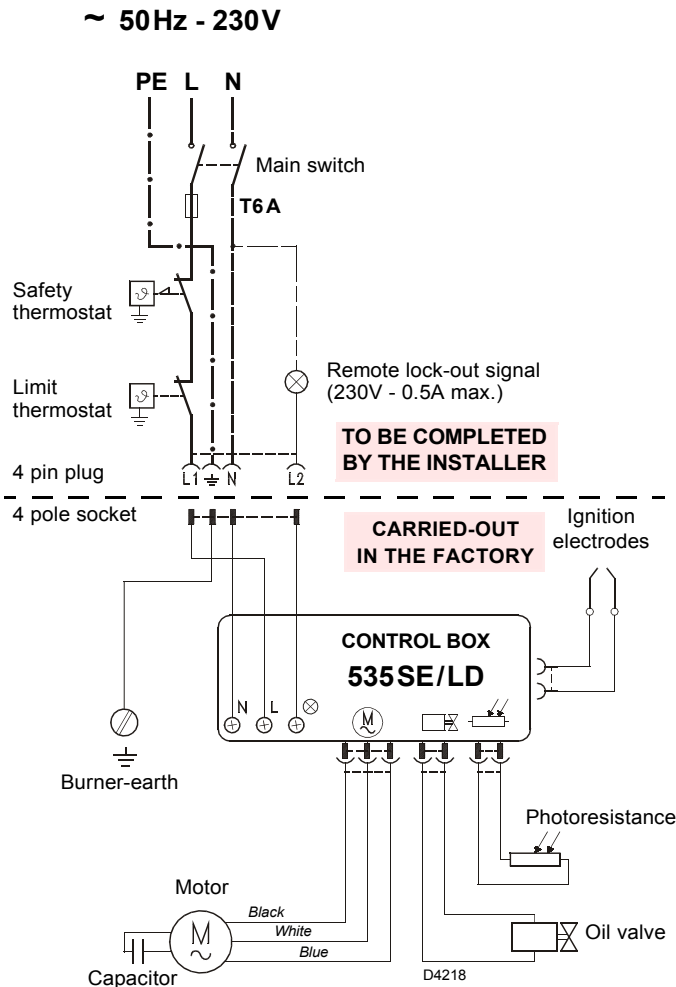 ~ 50Hz - 230V
PE L N
Main switch
T6A
Safety
thermostat
ϑ
Limit
thermostat
ϑ
Remote lock-out signal
(230V - 0.5A max.)
TO BE COMPLETED
BY THE INSTALLER
4 pin plug
L1 N L2
4 pole socket
CARRIED-OUT
IN THE FACTORY
Ignition
electrodes
CONTROL BOX
535SE/LD
N L
M
~
Burner-earth
Photoresistance
Motor
M
~
Black
White
Blue
Oil valve
Capacitor
D4218